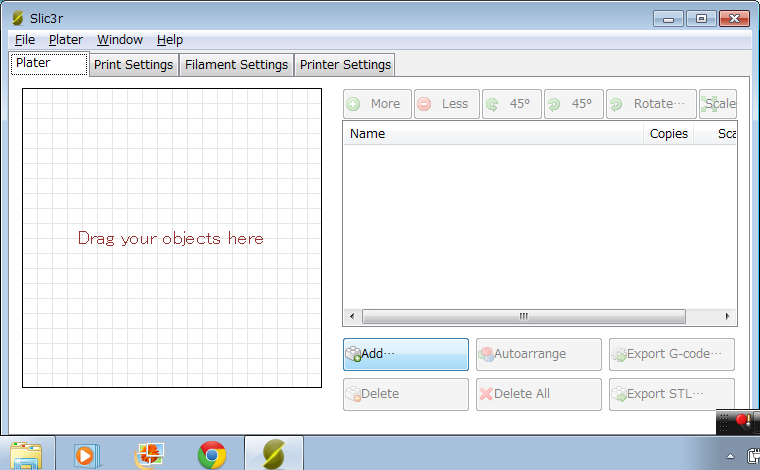 Slic3r
File Plater Window Help
Plater Print Settings Filament Settings Printer Settings
More Less 45° 45° Rotate… Scale
Name Copies Sca
Drag your objects here
Add… Autoarrange Export G-code…
Delete Delete All Export STL…